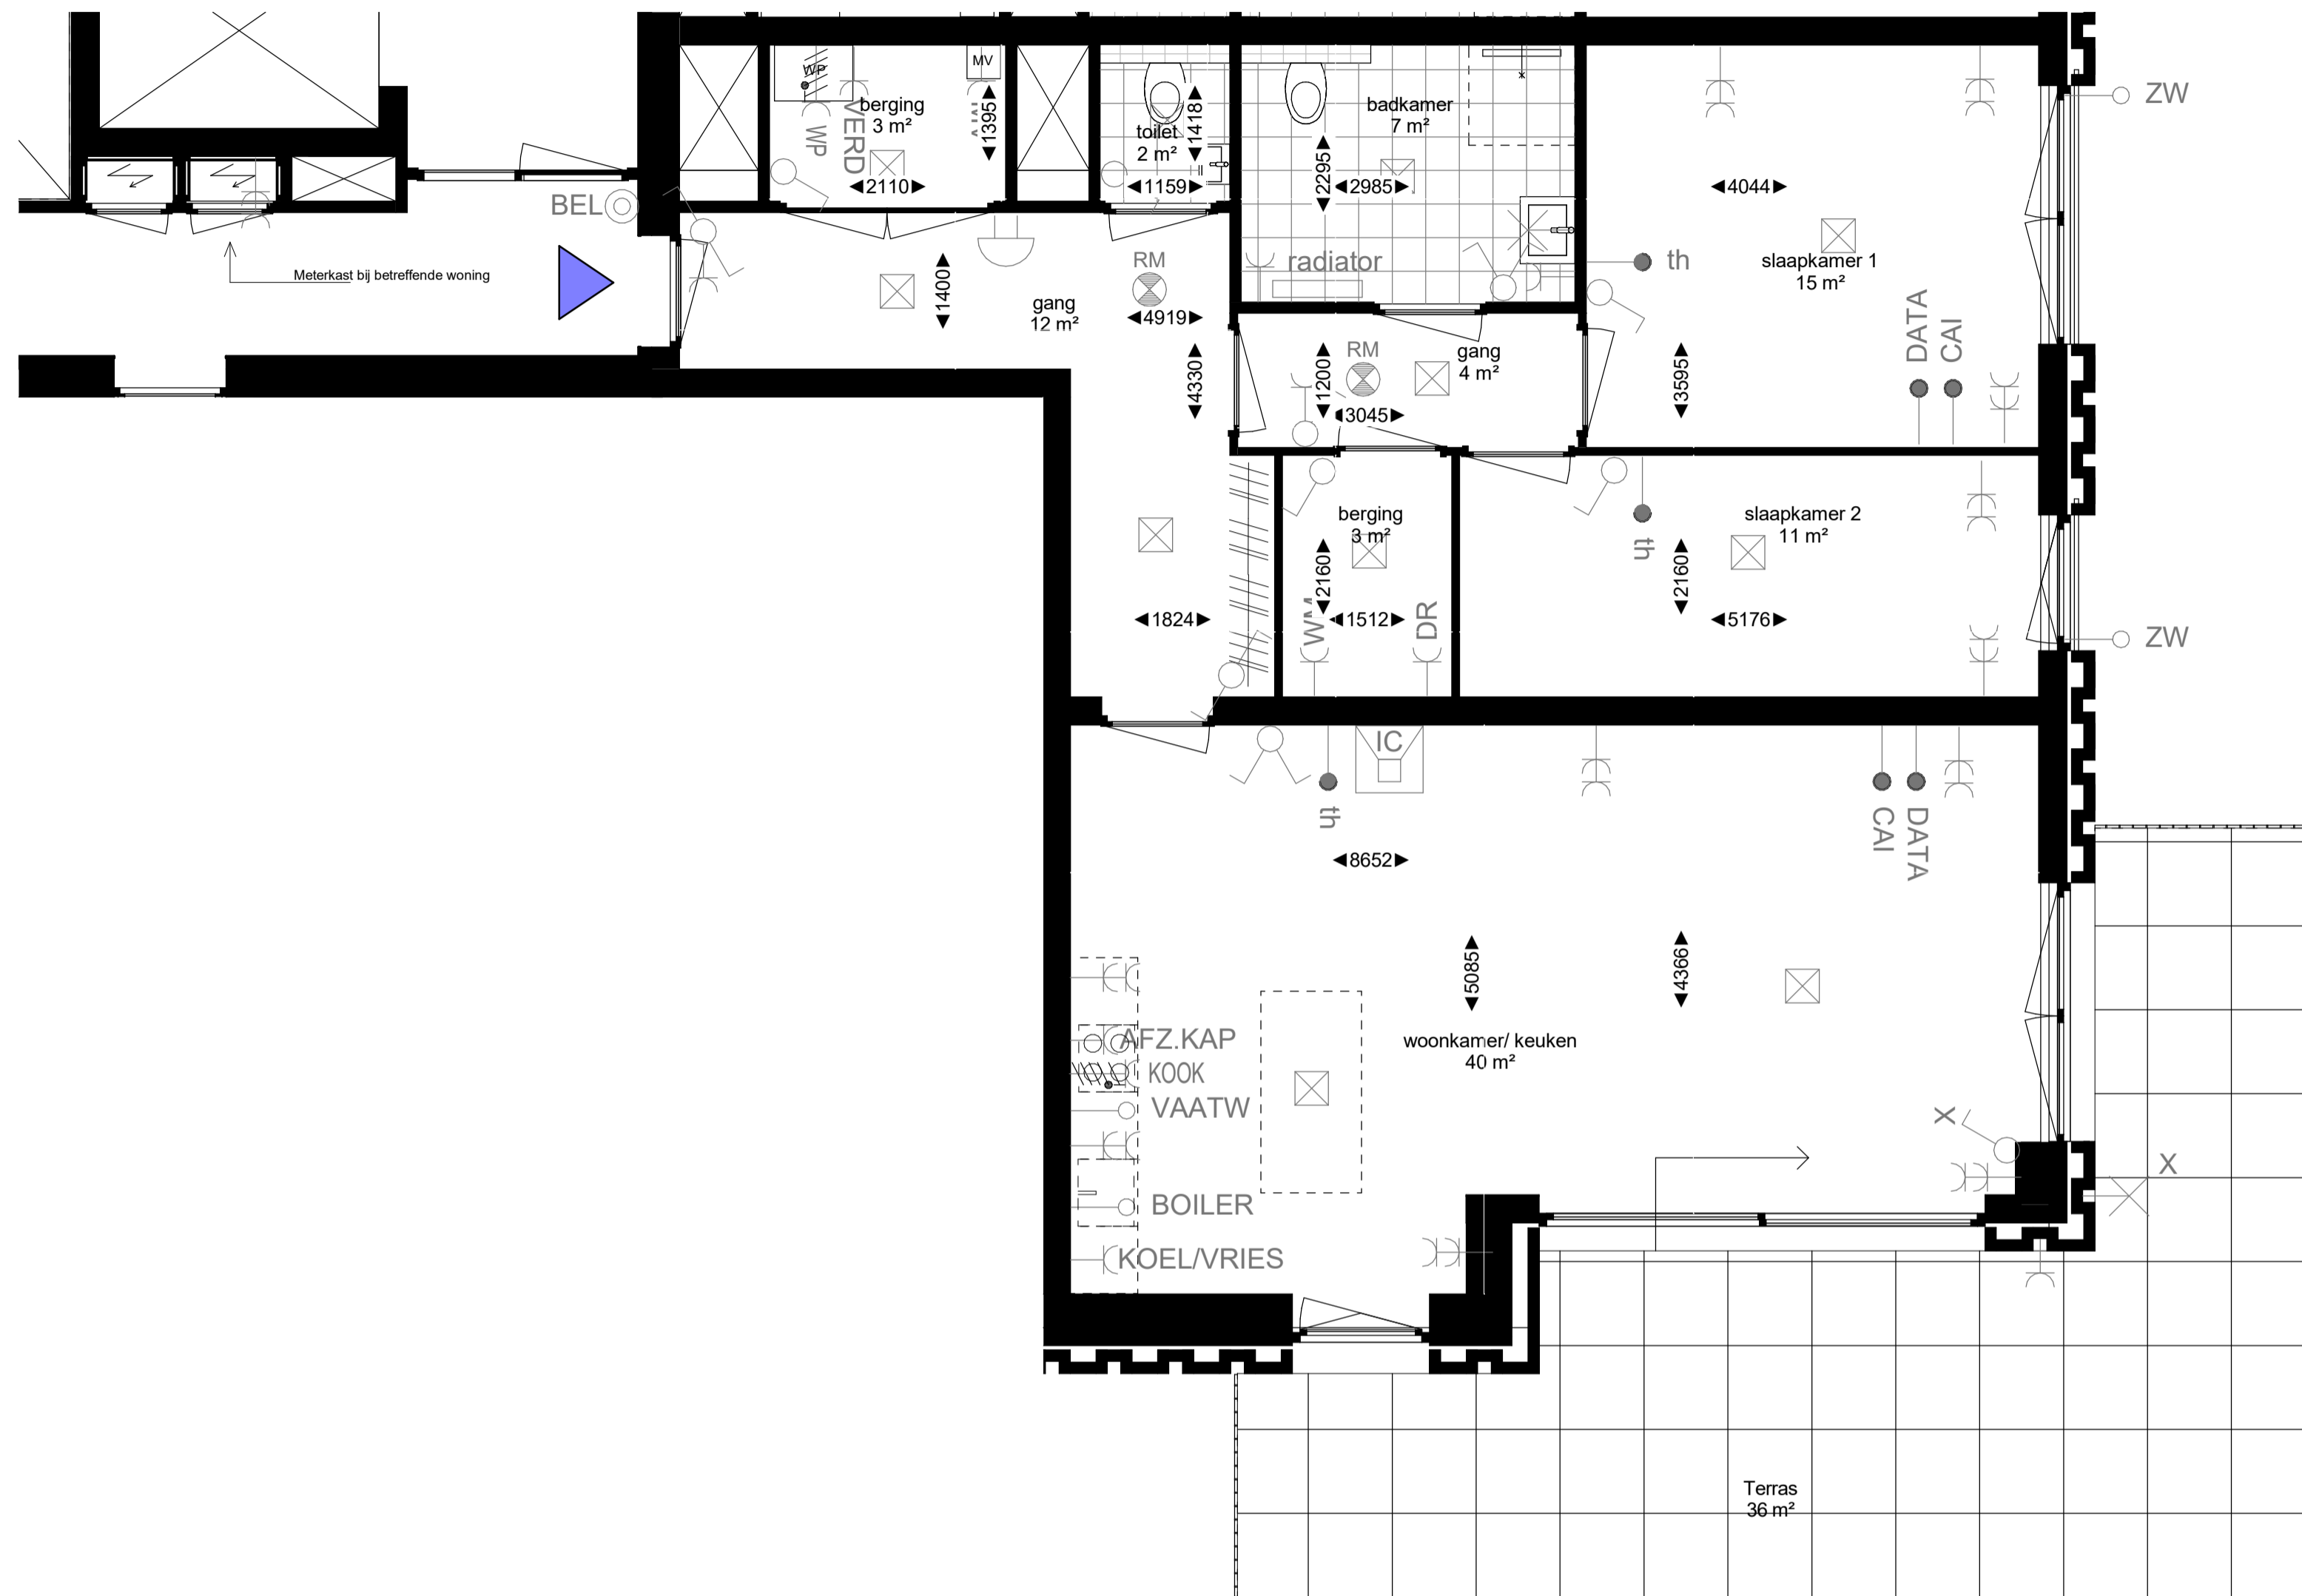 WP
MV
berging
3 m²
VERD
WP
1395
2110
toilet
2 m²
1418
1159
badkamer
7 m²
2295
2985
radiator
ZW
4044
slaapkamer 1
15 m²
th
DATA
CAI
3595
BEL
Meterkast bij betreffende woning
1400
gang
12 m²
RM
4919
4330
RM
gang
4 m²
1200
3045
berging
3 m²
2160
1512
DR
1824
slaapkamer 2
11 m²
th
2160
5176
ZW
IC
th
CAI
DATA
8652
5085
4366
woonkamer/ keuken
40 m²
AFZ.KAP
KOOK
VAATW
BOILER
KOEL/VRIES
X
X
Terras
36 m²